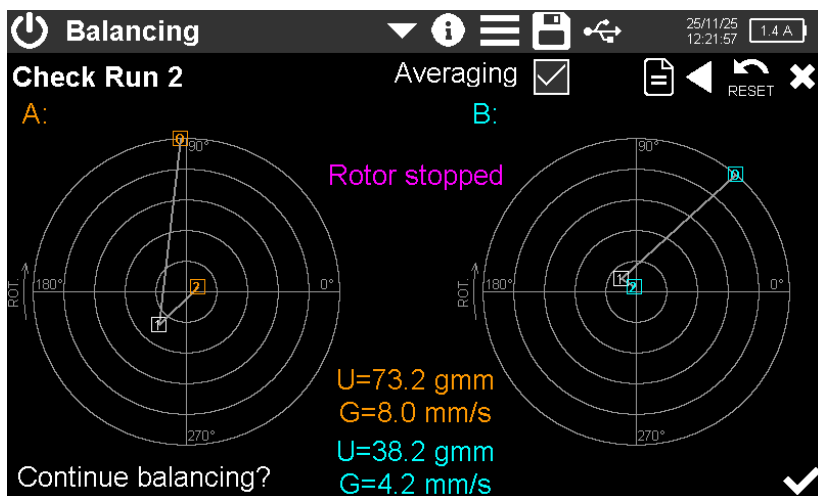 Balancing
25/11/25
12:21:57
1.4 A
Check Run 2
Averaging
RESET
A:
B:
0
90°
0
90°
Rotor stopped
1
2
1
2
ROT.
180°
0°
ROT.
180°
0°
U=73.2 gmm
G=8.0 mm/s
270°
270°
U=38.2 gmm
G=4.2 mm/s
Continue balancing?